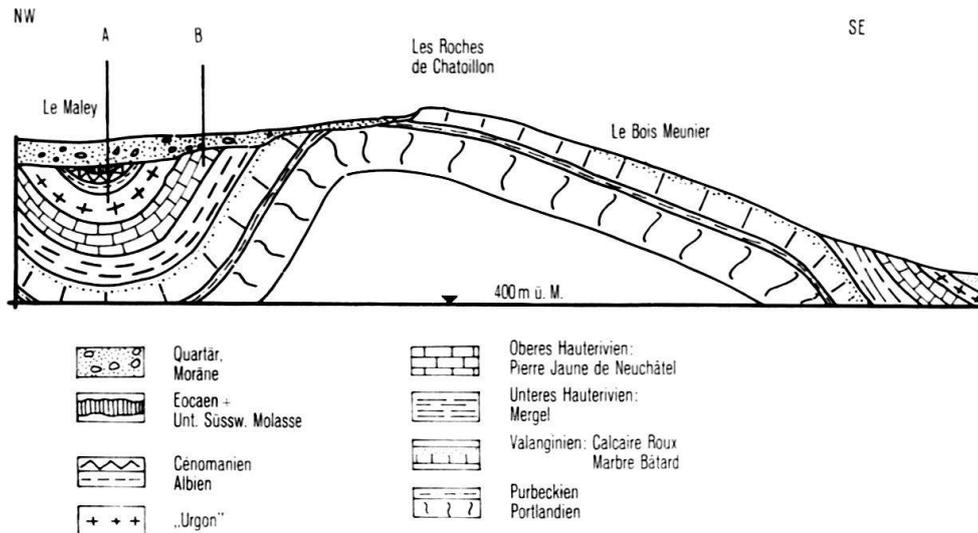 NW
SE
A
B
Les Roches
de Chatoillon
Le Maley
Le Bois Meunier
400 m ü. M.
Quartär,
Moräne
Eocaen +
Unt. Süssw. Molasse
Cénomanien
Albien
„Urgon"
Oberes Hauterivien:
Pierre Jaune de Neuchâtel
Unteres Hauterivien:
Mergel
Valanginien: Calcaire Roux
Marbre Bâtard
Purbeckien
Portlandien